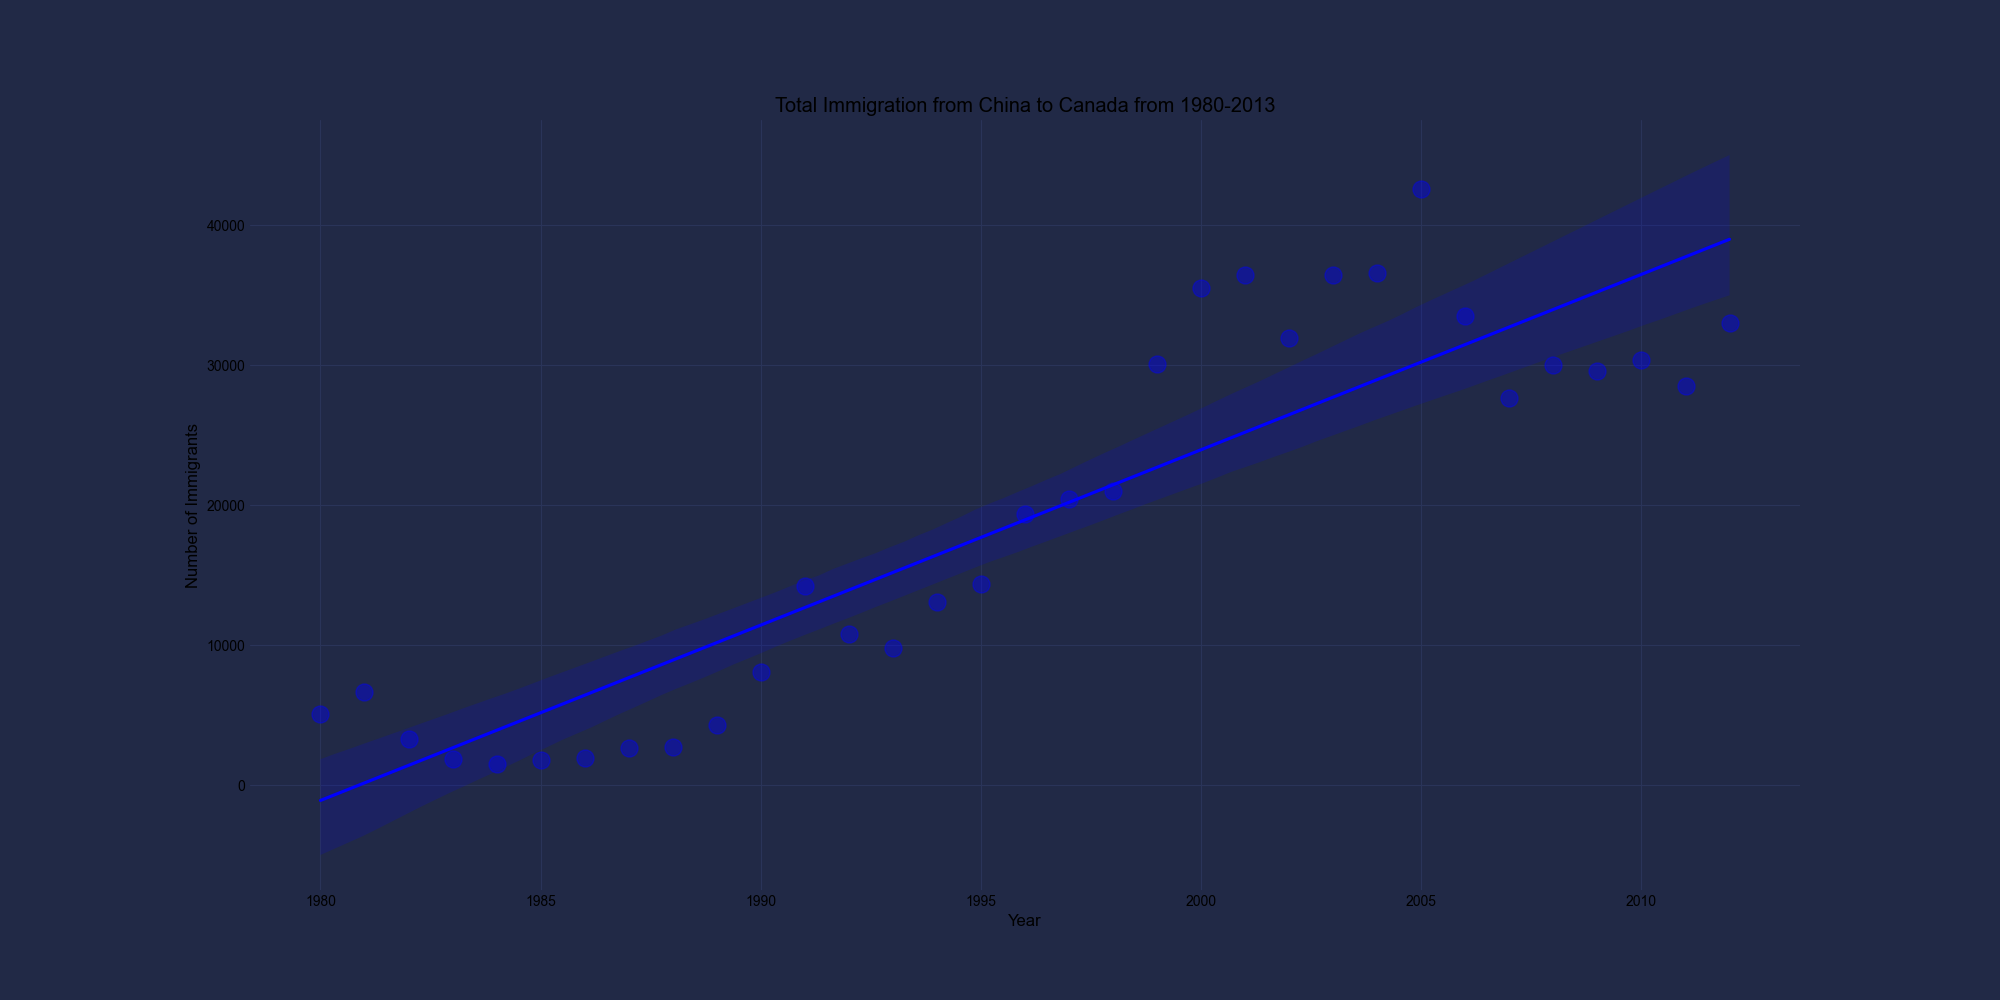 Total Immigration from China to Canada from 1980-2013
40000
30000
20000
10000
0
Number of Immigrants
1980 1985 1990 1995 2000 2005 2010
Year